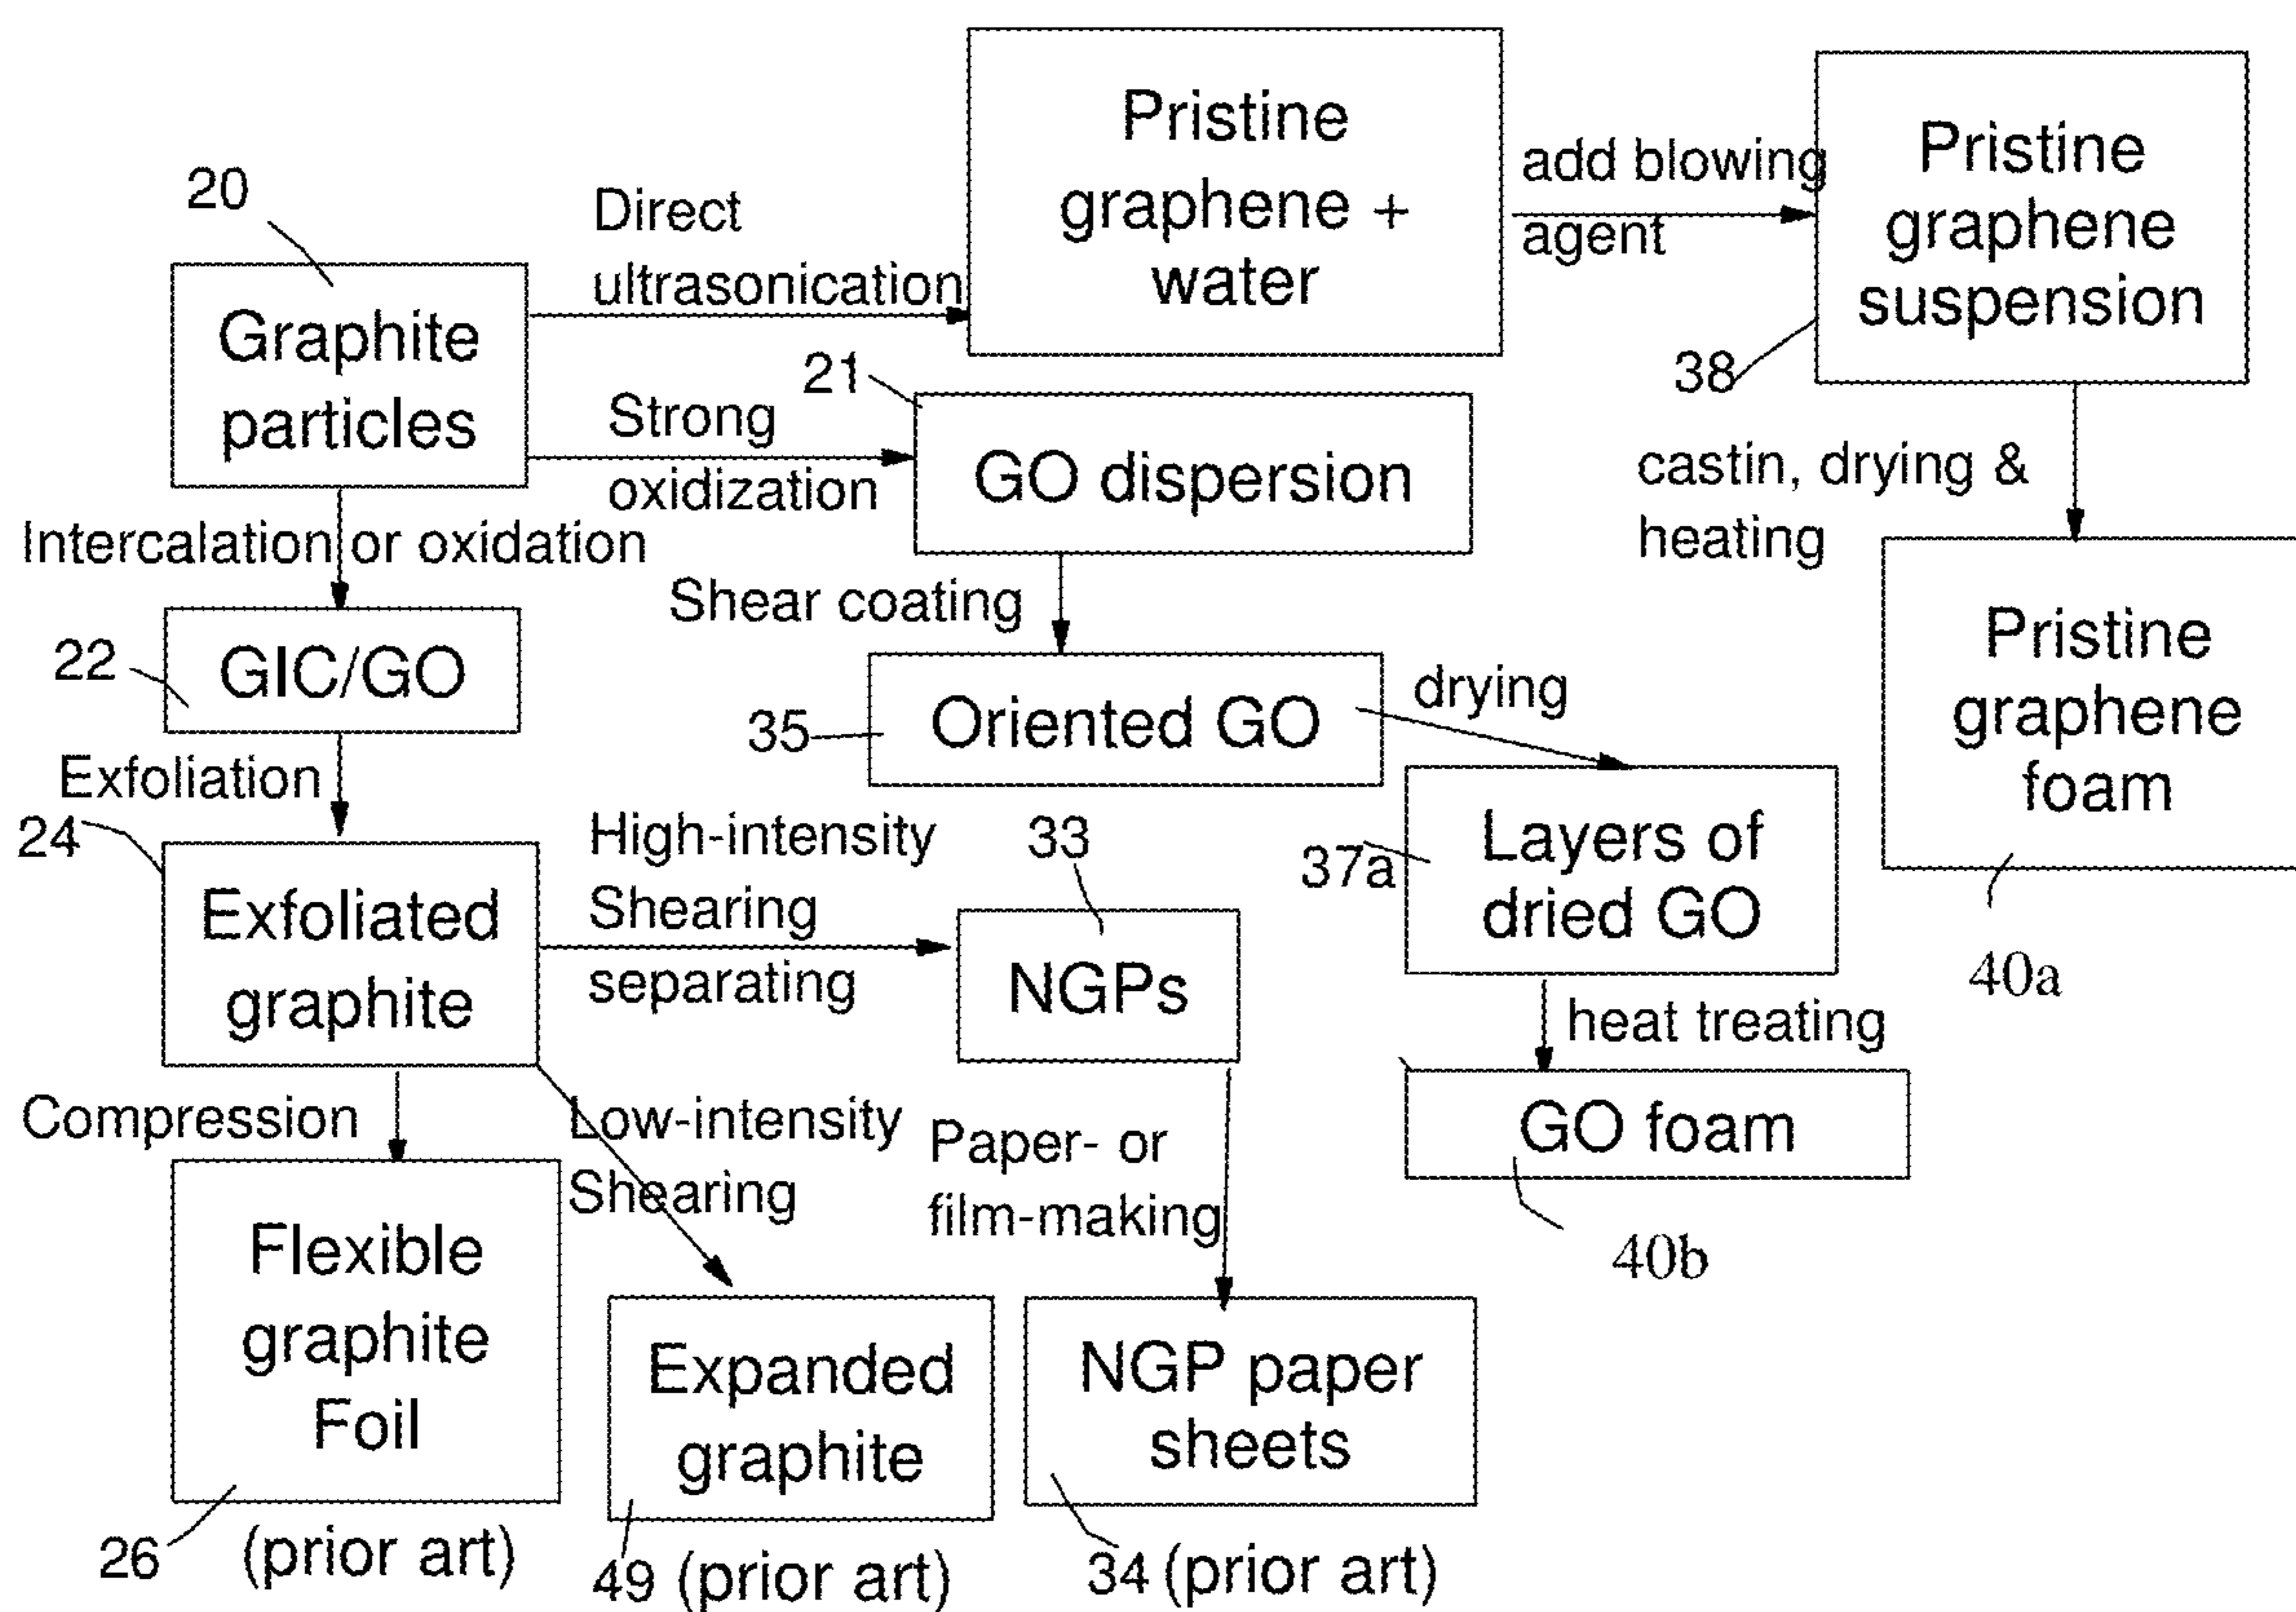 20
Graphite
particles
Direct
ultrasonication
Pristine
graphene +
water
add blowing
agent
Pristine
graphene
suspension
38
21
Strong
oxidization
GO dispersion
castin, drying &
heating
Intercalation or oxidation
Shear coating
22
GIC/GO
35
Oriented GO
drying
Pristine
graphene
foam
40a
Exfoliation
24
Exfoliated
graphite
High-intensity
Shearing
separating
33
NGPs
37a
Layers of
dried GO
heat treating
GO foam
40b
Compression
Low-intensity
Shearing
Paper- or
film-making
Flexible
graphite
Foil
26
(prior art)
Expanded
graphite
49 (prior art)
NGP paper
sheets
34 (prior art)